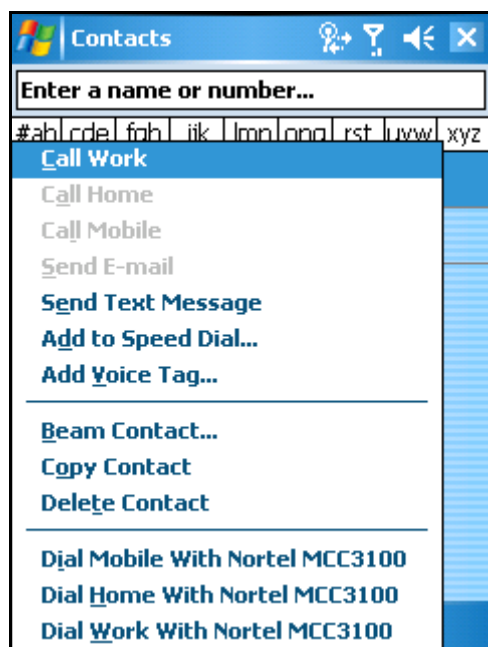 Contacts
Enter a name or number...
#ab cde fgh ijk lmn opq rst uvw xyz
Call Work
Call Home
Call Mobile
Send E-mail
Send Text Message
Add to Speed Dial...
Add Voice Tag...
Beam Contact...
Copy Contact
Delete Contact
Dial Mobile With Nortel MCC3100
Dial Home With Nortel MCC3100
Dial Work With Nortel MCC3100